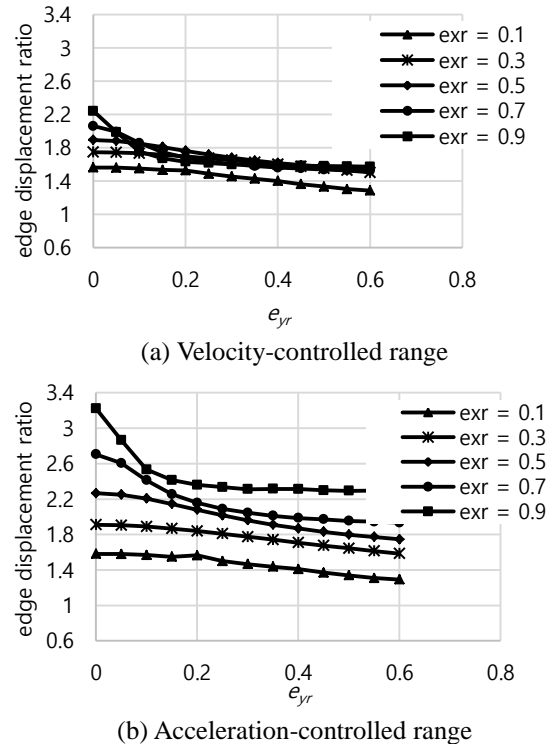 3.4
3
2.6
2.2
1.8
1.4
1
0.6
edge displacement ratio
0
0.2
0.4
0.6
0.8
eyr
exr = 0.1
exr = 0.3
exr = 0.5
exr = 0.7
exr = 0.9
(a) Velocity-controlled range
3.4
3
2.6
2.2
1.8
1.4
1
0.6
edge displacement ratio
0
0.2
0.4
0.6
0.8
eyr
exr = 0.1
exr = 0.3
exr = 0.5
exr = 0.7
exr = 0.9
(b) Acceleration-controlled range